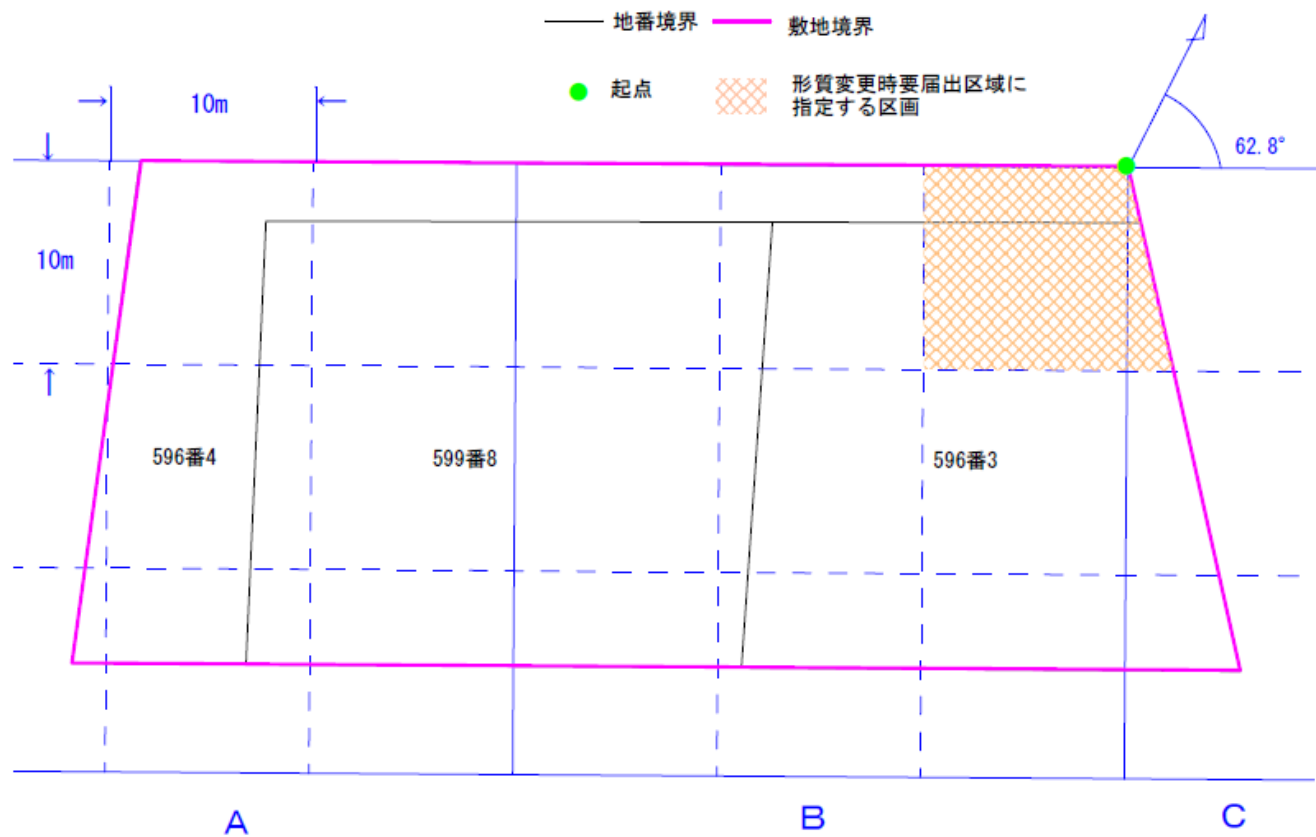 地番境界
敷地境界
起点
形質変更時要届出区域に
指定する区画
10m
62.8°
10m
596番4
599番8
596番3
A
B
C